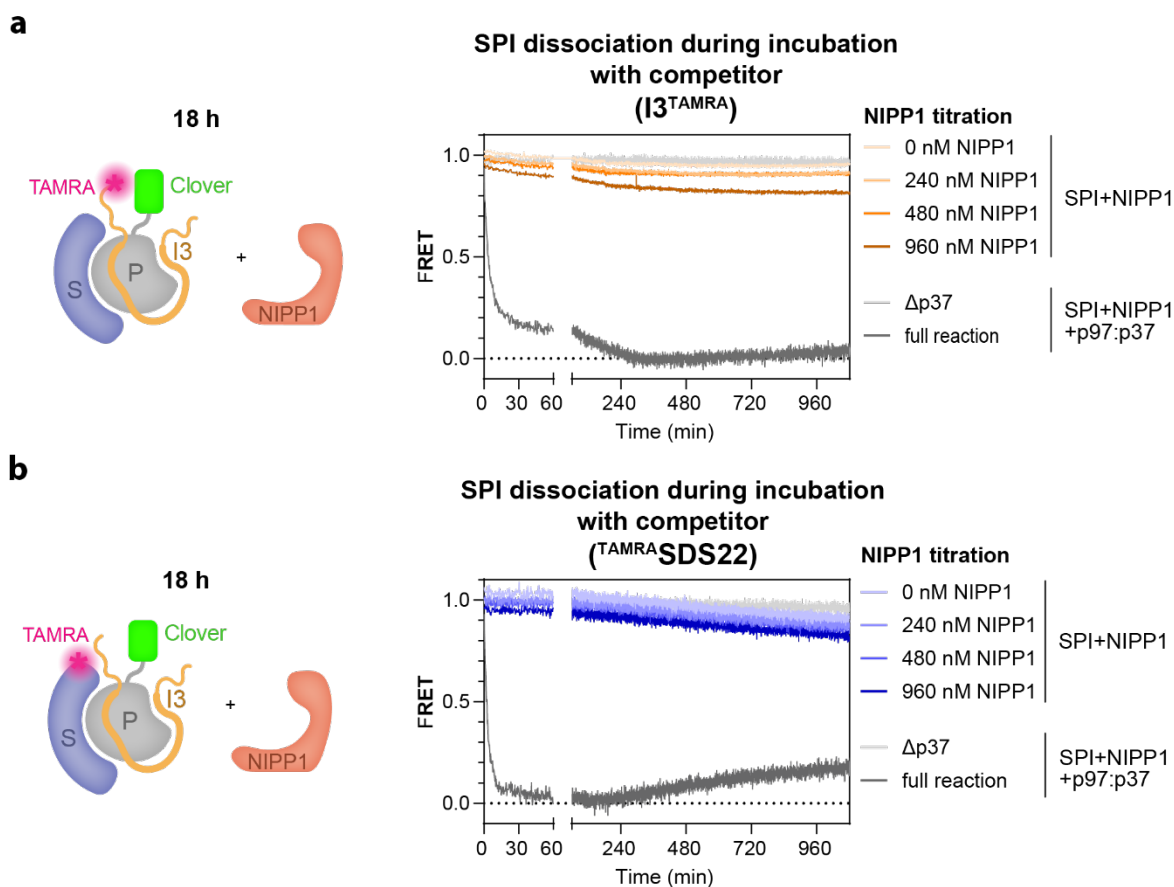 a
SPI dissociation during incubation
with competitor
(I3TAMRA)
18 h
TAMRA
*
Clover
I3
P
S
+
NIPP1
FRET
1.0
0.5
0.0
0 30 60 240 480 720 960
Time (min)
NIPP1 titration
0 nM NIPP1
240 nM NIPP1
480 nM NIPP1
960 nM NIPP1
SPI+NIPP1
Δp37
full reaction
SPI+NIPP1
+p97:p37
b
SPI dissociation during incubation
with competitor
(TAMRASDS22)
18 h
TAMRA
*
Clover
I3
P
S
+
NIPP1
FRET
1.0
0.5
0.0
0 30 60 240 480 720 960
Time (min)
NIPP1 titration
0 nM NIPP1
240 nM NIPP1
480 nM NIPP1
960 nM NIPP1
SPI+NIPP1
Δp37
full reaction
SPI+NIPP1
+p97:p37